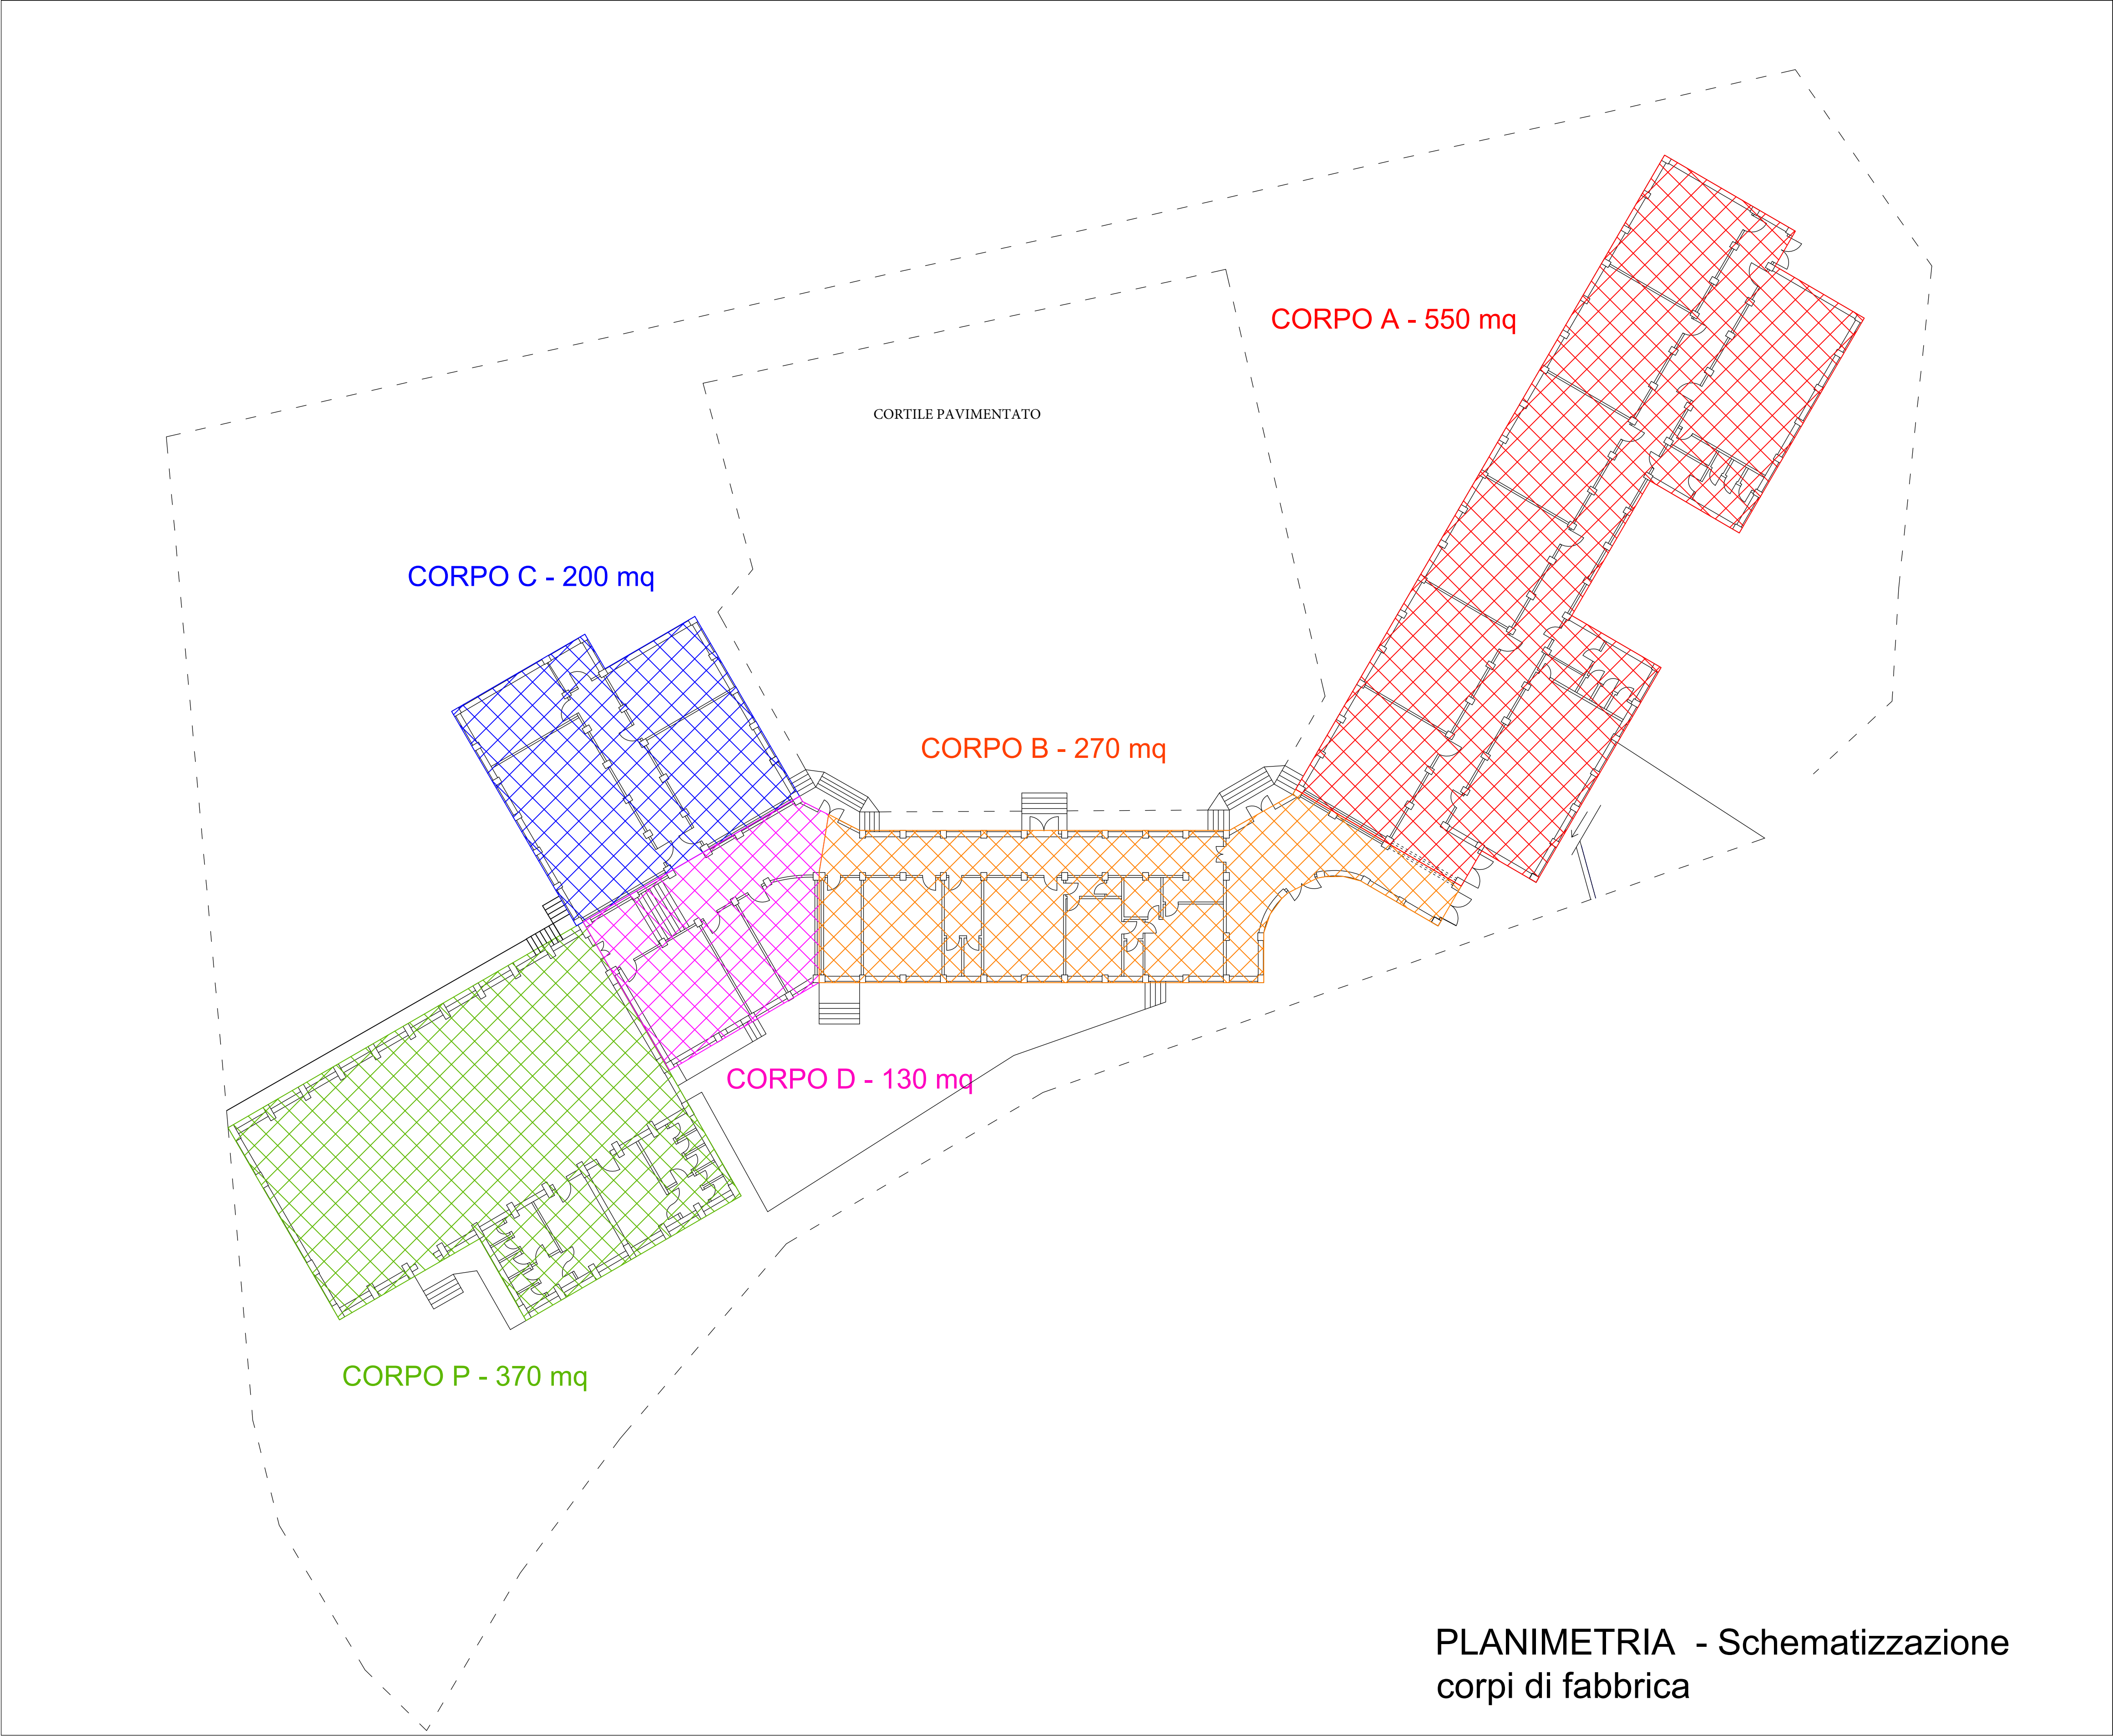 CORPO A - 550 mq
CORTILE PAVIMENTATO
CORPO C - 200 mq
CORPO B - 270 mq
CORPO D - 130 mq
CORPO P - 370 mq
PLANIMETRIA - Schematizzazione
corpi di fabbrica